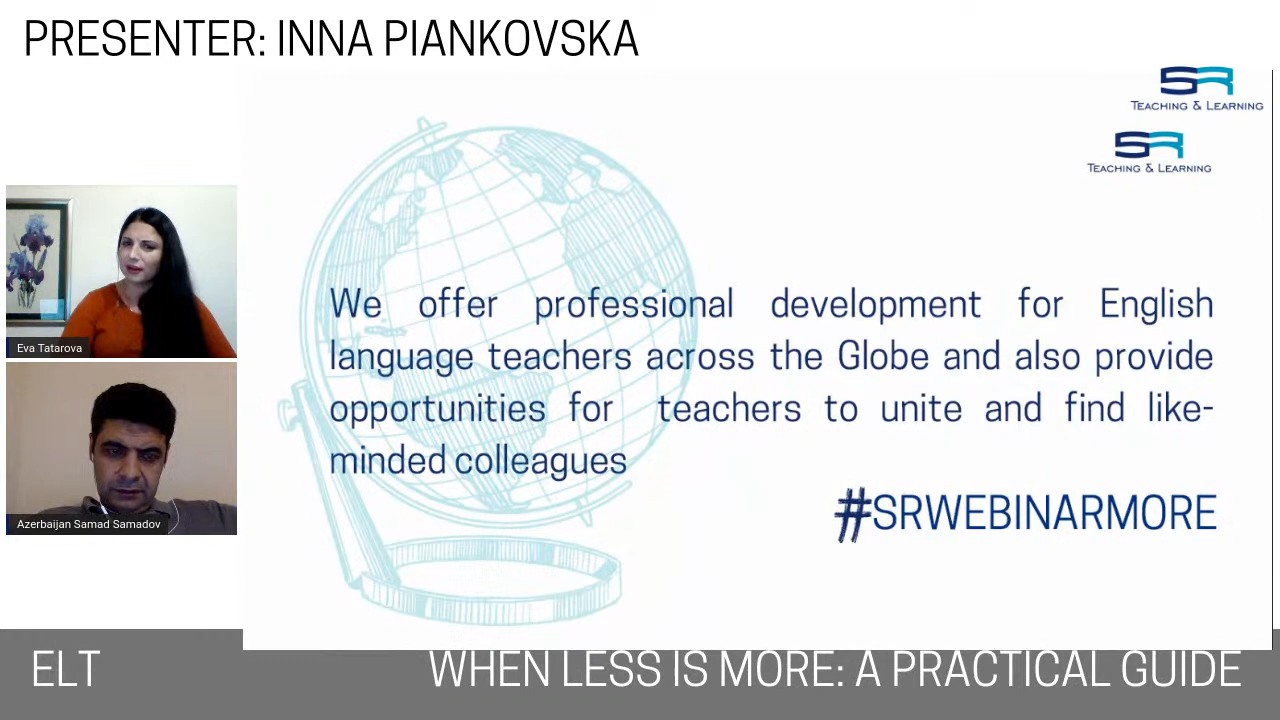 PRESENTER: INNA PIANKOVSKA
SR
TEACHING & LEARNING
SR
TEACHING & LEARNING
Eva Tatarova
Azerbaijan Samad Samadov
We offer professional development for English
language teachers across the Globe and also provide
opportunities for teachers to unite and find like-
minded colleagues
#SRWEBINARMORE
ELT
WHEN LESS IS MORE: A PRACTICAL GUIDE